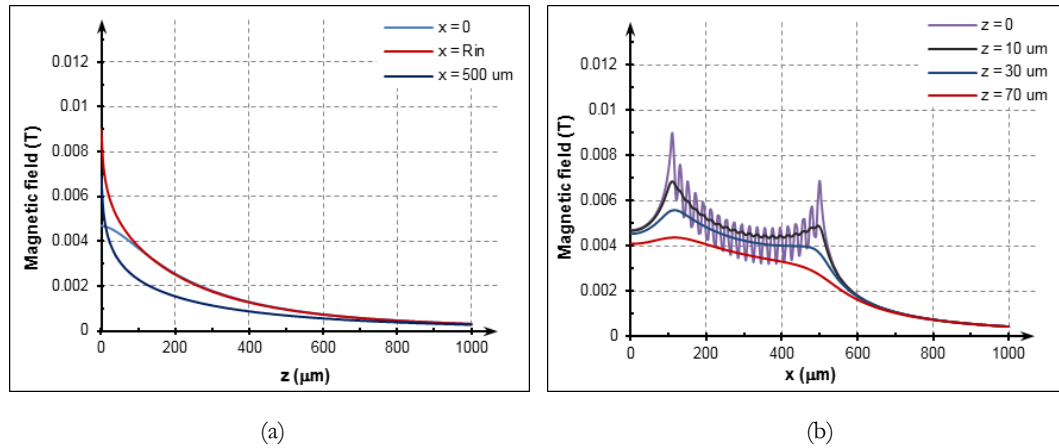 x = 0
x = Rin
x = 500 um
0.012
0.01
0.008
0.006
0.004
0.002
0
Magnetic field (T)
0 200 400 600 800 1000
z (µm)
(a)
z = 0
z = 10 um
z = 30 um
z = 70 um
0.012
0.01
0.008
0.006
0.004
0.002
0
Magnetic field (T)
0 200 400 600 800 1000
x (µm)
(b)